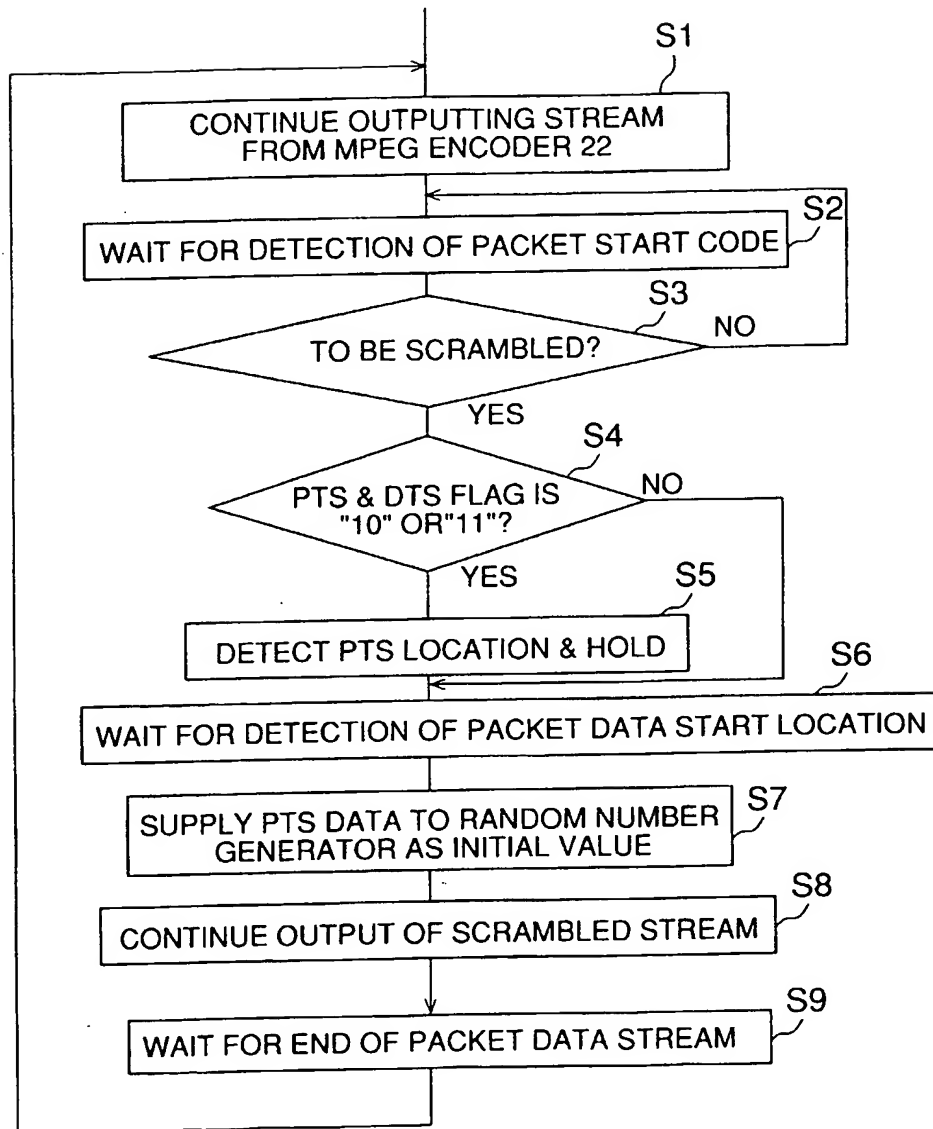 S1
CONTINUE OUTPUTTING STREAM
FROM MPEG ENCODER 22
S2
WAIT FOR DETECTION OF PACKET START CODE
S3
TO BE SCRAMBLED?
NO
YES
S4
PTS & DTS FLAG IS
"10" OR"11"?
NO
YES
S5
DETECT PTS LOCATION & HOLD
S6
WAIT FOR DETECTION OF PACKET DATA START LOCATION
S7
SUPPLY PTS DATA TO RANDOM NUMBER
GENERATOR AS INITIAL VALUE
S8
CONTINUE OUTPUT OF SCRAMBLED STREAM
S9
WAIT FOR END OF PACKET DATA STREAM